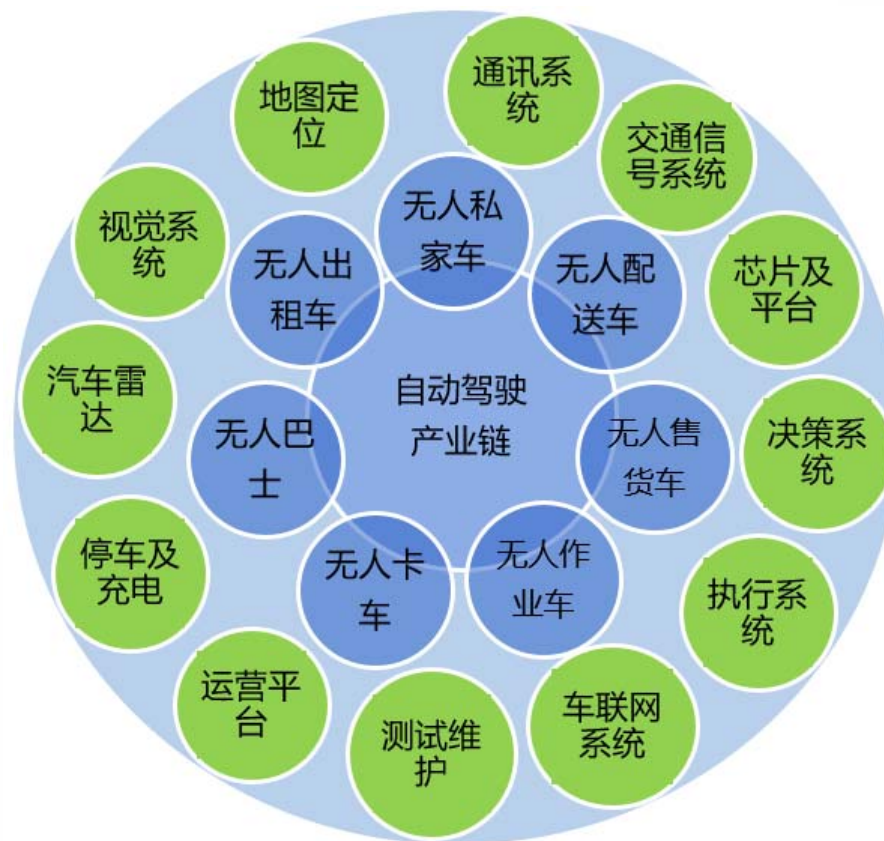 通讯系
统
地图定
位
交通信
号系统
视觉系
统
无人私
家车
无人出
租车
无人配
送车
芯片及
平台
汽车雷
达
自动驾驶
产业链
无人巴
士
无人售
货车
决策系
统
停车及
充电
无人卡
车
无人作
业车
执行系
统
运营平
台
测试维
护
车联网
系统